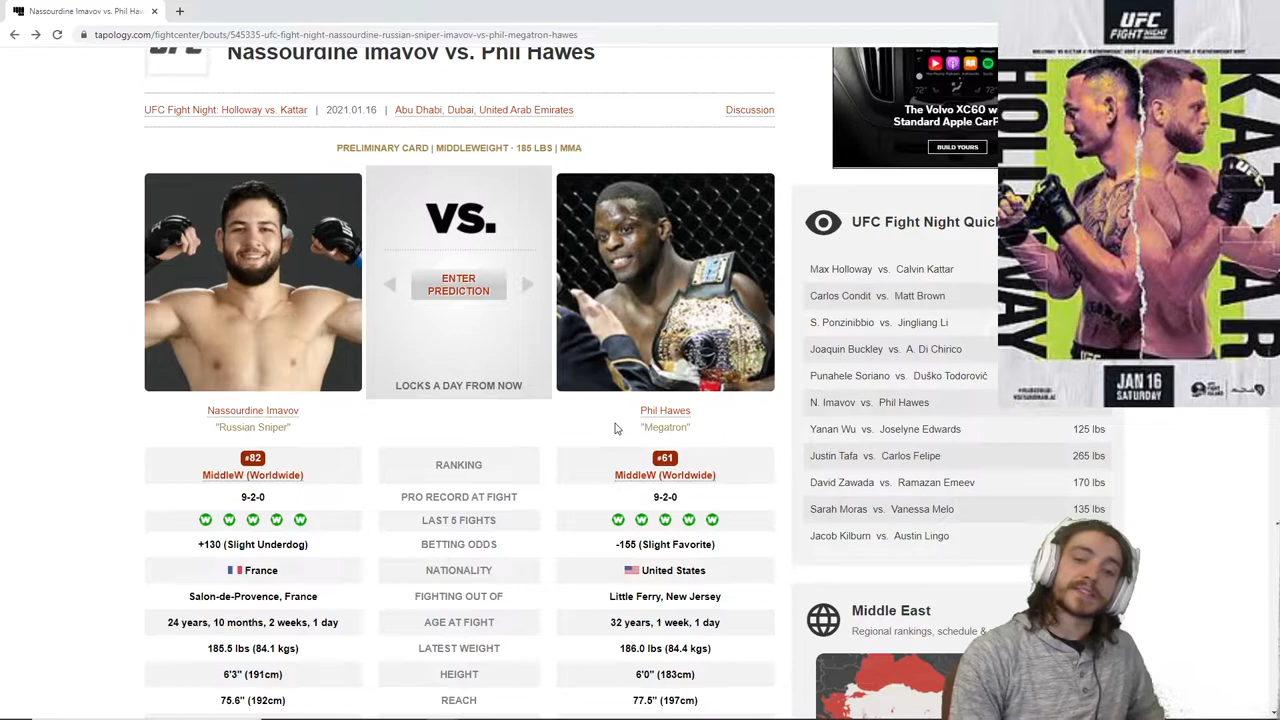 Nassourdine Imavov vs. Phil Haw
tapology.com/fightcenter/bouts/545335-ufc-fight-night-nas
phil-megatron-hawes
Nassourdine Imavov
Phil Hawes
UFC Fight Night: Holloway vs. Kattar | 2021.01.16 | Abu Dhabi, Dubai, United Arab Emirates
Discussion
PRELIMINARY CARD | MIDDLEWEIGHT · 185 LBS | MMA
VS.
ENTER
PREDICTION
LOCKS A DAY FROM NOW
Nassourdine Imavov
Phil Hawes
"Russian Sniper"
"Megatron"
#82
RANKING
#61
MiddleW (Worldwide)
MiddleW (Worldwide)
9-2-0 PRO RECORD AT FIGHT 9-2-0
W W W W W LAST 5 FIGHTS W W W W W
+130 (Slight Underdog) BETTING ODDS -155 (Slight Favorite)
France NATIONALITY United States
Salon-de-Provence, France FIGHTING OUT OF Little Ferry, New Jersey
24 years, 10 months, 2 weeks, 1 day AGE AT FIGHT 32 years, 1 week, 1 day
185.5 lbs (84.1 kgs) LATEST WEIGHT 186.0 lbs (84.4 kgs)
6'3" (191cm) HEIGHT 6'0" (183cm)
75.6" (192cm) REACH 77.5" (197cm)
The Volvo XC60 w
Standard Apple CarP
BUILD YOURS
UFC Fight Night Quick
Max Holloway vs. Calvin Kattar
Carlos Condit vs. Matt Brown
S. Ponzinibbio vs. Jingliang Li
Joaquin Buckley vs. A. Di Chirico
Punahele Soriano vs. Duško Todorović
N. Imavov vs. Phil Hawes
Yanan Wu vs. Joselyne Edwards 125 lbs
Justin Tafa vs. Carlos Felipe 265 lbs
David Zawada vs. Ramazan Emeev 170 lbs
Sarah Moras vs. Vanessa Melo 135 lbs
Jacob Kilburn vs. Austin Lingo
Middle East
Regional rankings, schedule &
UFC
FIGHT NIGHT
HOLLOWAY
KATTAR
JAN 16
SATURDAY